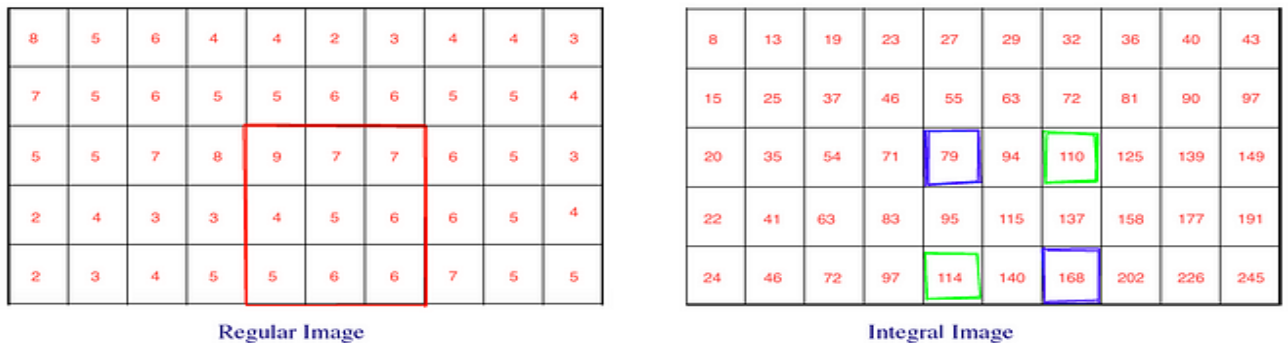 8 5 6 4 4 2 3 4 4 3
7 5 6 5 5 6 6 5 5 4
5 5 7 8 9 7 7 6 5 3
2 4 3 3 4 5 6 6 5 4
2 3 4 5 5 6 6 7 5 5
Regular Image
8 13 19 23 27 29 32 36 40 43
15 25 37 46 55 63 72 81 90 97
20 35 54 71 79 94 110 125 139 149
22 41 63 83 95 115 137 158 177 191
24 46 72 97 114 140 168 202 226 245
Integral Image